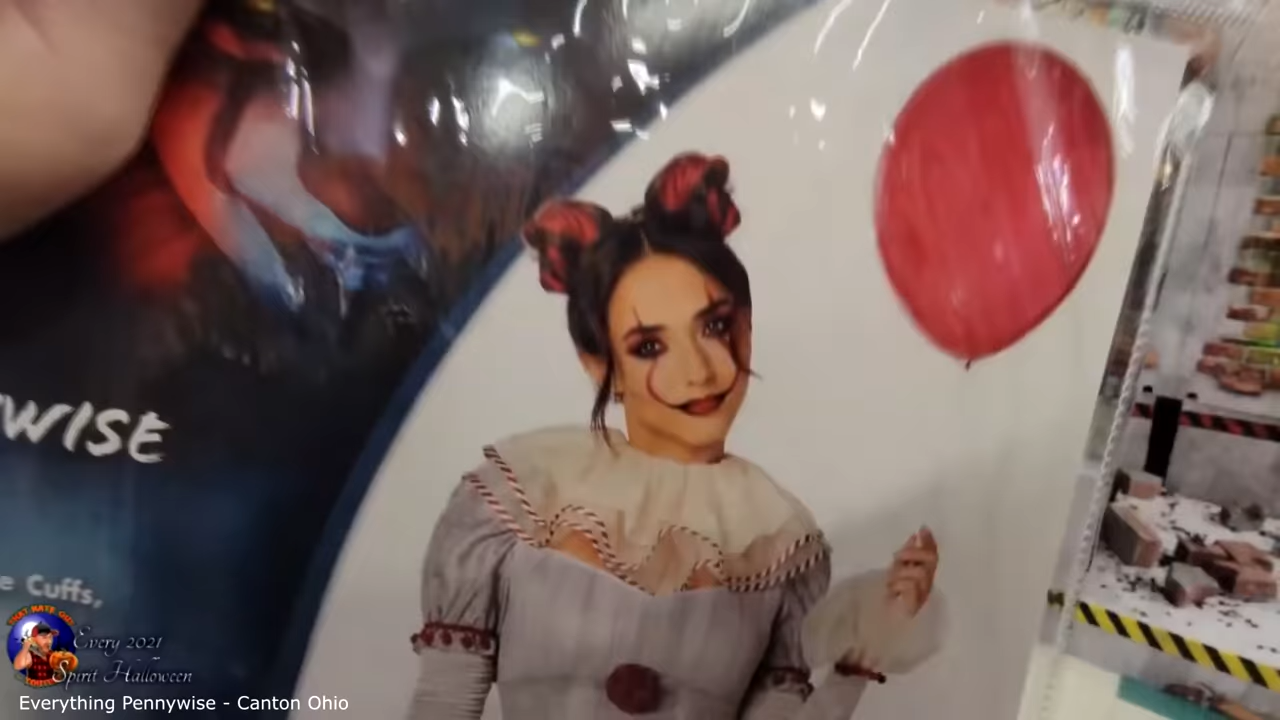 WISE
e Cuffs,
Every 2021
Spirit Halloween
Everything Pennywise - Canton Ohio